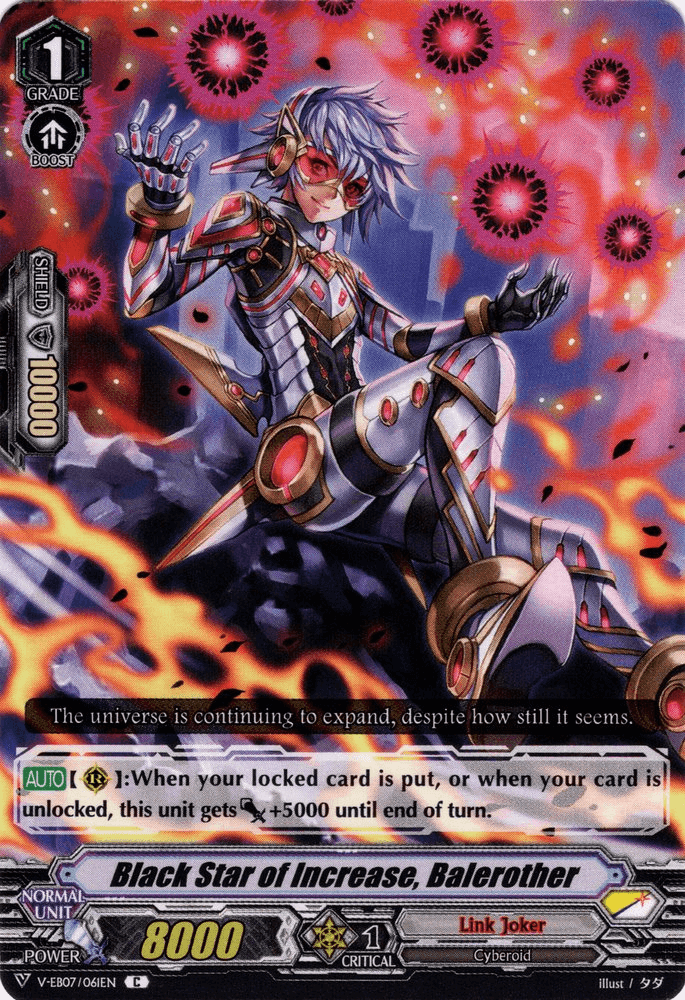 1
GRADE
BOOST
SHIELD
10000
The universe is continuing to expand, despite how still it seems.
AUTO【R】:When your locked card is put, or when your card is
unlocked, this unit gets +5000 until end of turn.
Black Star of Increase, Balerother
NORMAL
UNIT
POWER 8000
1
CRITICAL
Link Joker
Cyberoid
V-EB07/061EN C
illust / タダ